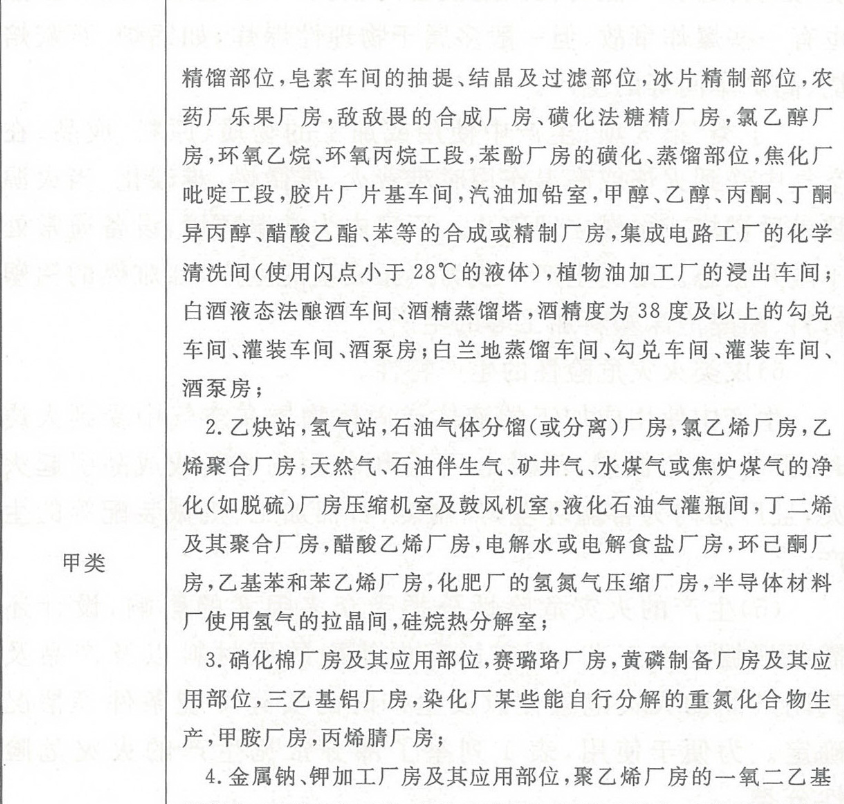 精馏部位,皂素车间的抽提、结晶及过滤部位,冰片精制部位,农
药厂乐果厂房,敌敌畏的合成厂房、磺化法糖精厂房,氯乙醇厂
房,环氧乙烷、环氧丙烷工段,苯酚厂房的磺化、蒸馏部位,焦化厂
吡啶工段,胶片厂片基车间,汽油加铅室,甲醇、乙醇、丙酮、丁酮
异丙醇、醋酸乙酯、苯等的合成或精制厂房,集成电路工厂的化学
清洗间(使用闪点小于28℃的液体),植物油加工厂的浸出车间;
白酒液态法酿酒车间、酒精蒸馏塔,酒精度为38度及以上的勾兑
车间、灌装车间、酒泵房;白兰地蒸馏车间、勾兑车间、灌装车间、
酒泵房;
2.乙炔站,氢气站,石油气体分馏(或分离)厂房,氯乙烯厂房,乙
烯聚合厂房,天然气、石油伴生气、矿井气、水煤气或焦炉煤气的净
化(如脱硫)厂房压缩机室及鼓风机室,液化石油气灌瓶间,丁二烯
及其聚合厂房,醋酸乙烯厂房,电解水或电解食盐厂房,环己酮厂
房,乙基苯和苯乙烯厂房,化肥厂的氢氮气压缩厂房,半导体材料
厂使用氢气的拉晶间,硅烷热分解室;
3.硝化棉厂房及其应用部位,赛璐珞厂房,黄磷制备厂房及其应
用部位,三乙基铝厂房,染化厂某些能自行分解的重氮化合物生
产,甲胺厂房,丙烯腈厂房;
4.金属钠、钾加工厂房及其应用部位,聚乙烯厂房的一氧二乙基
甲类